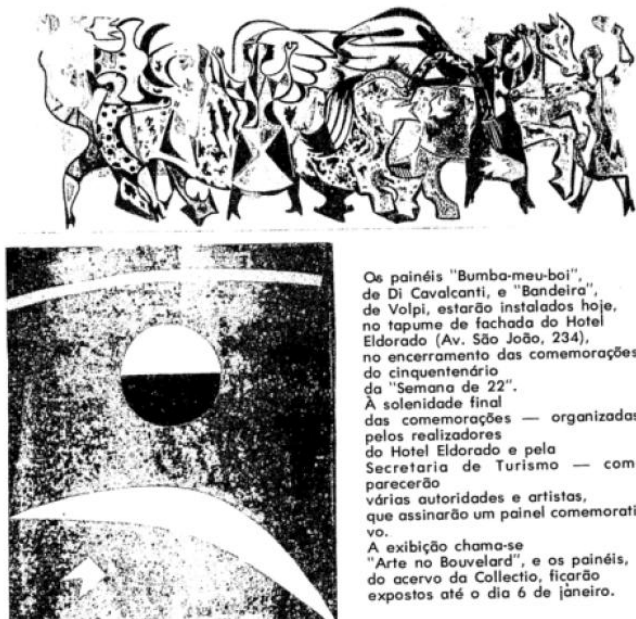 Os painéis "Bumba-meu-boi",
de Di Cavalcanti, e "Bandeira",
de Volpi, estarão instalados hoje,
no tapume de fachada do Hotel
Eldorado (Av. São João, 234),
no encerramento das comemorações
do cinquentenário
da "Semana de 22".
À solenidade final
das comemorações — organizadas
pelos realizadores
do Hotel Eldorado e pela
Secretaria de Turismo — com
parecerão
várias autoridades e artistas,
que assinarão um painel comemorati
vo.
A exibição chama-se
"Arte no Bouvelard", e os painéis,
do acervo da Collectio, ficarão
expostos até o dia 6 de janeiro.